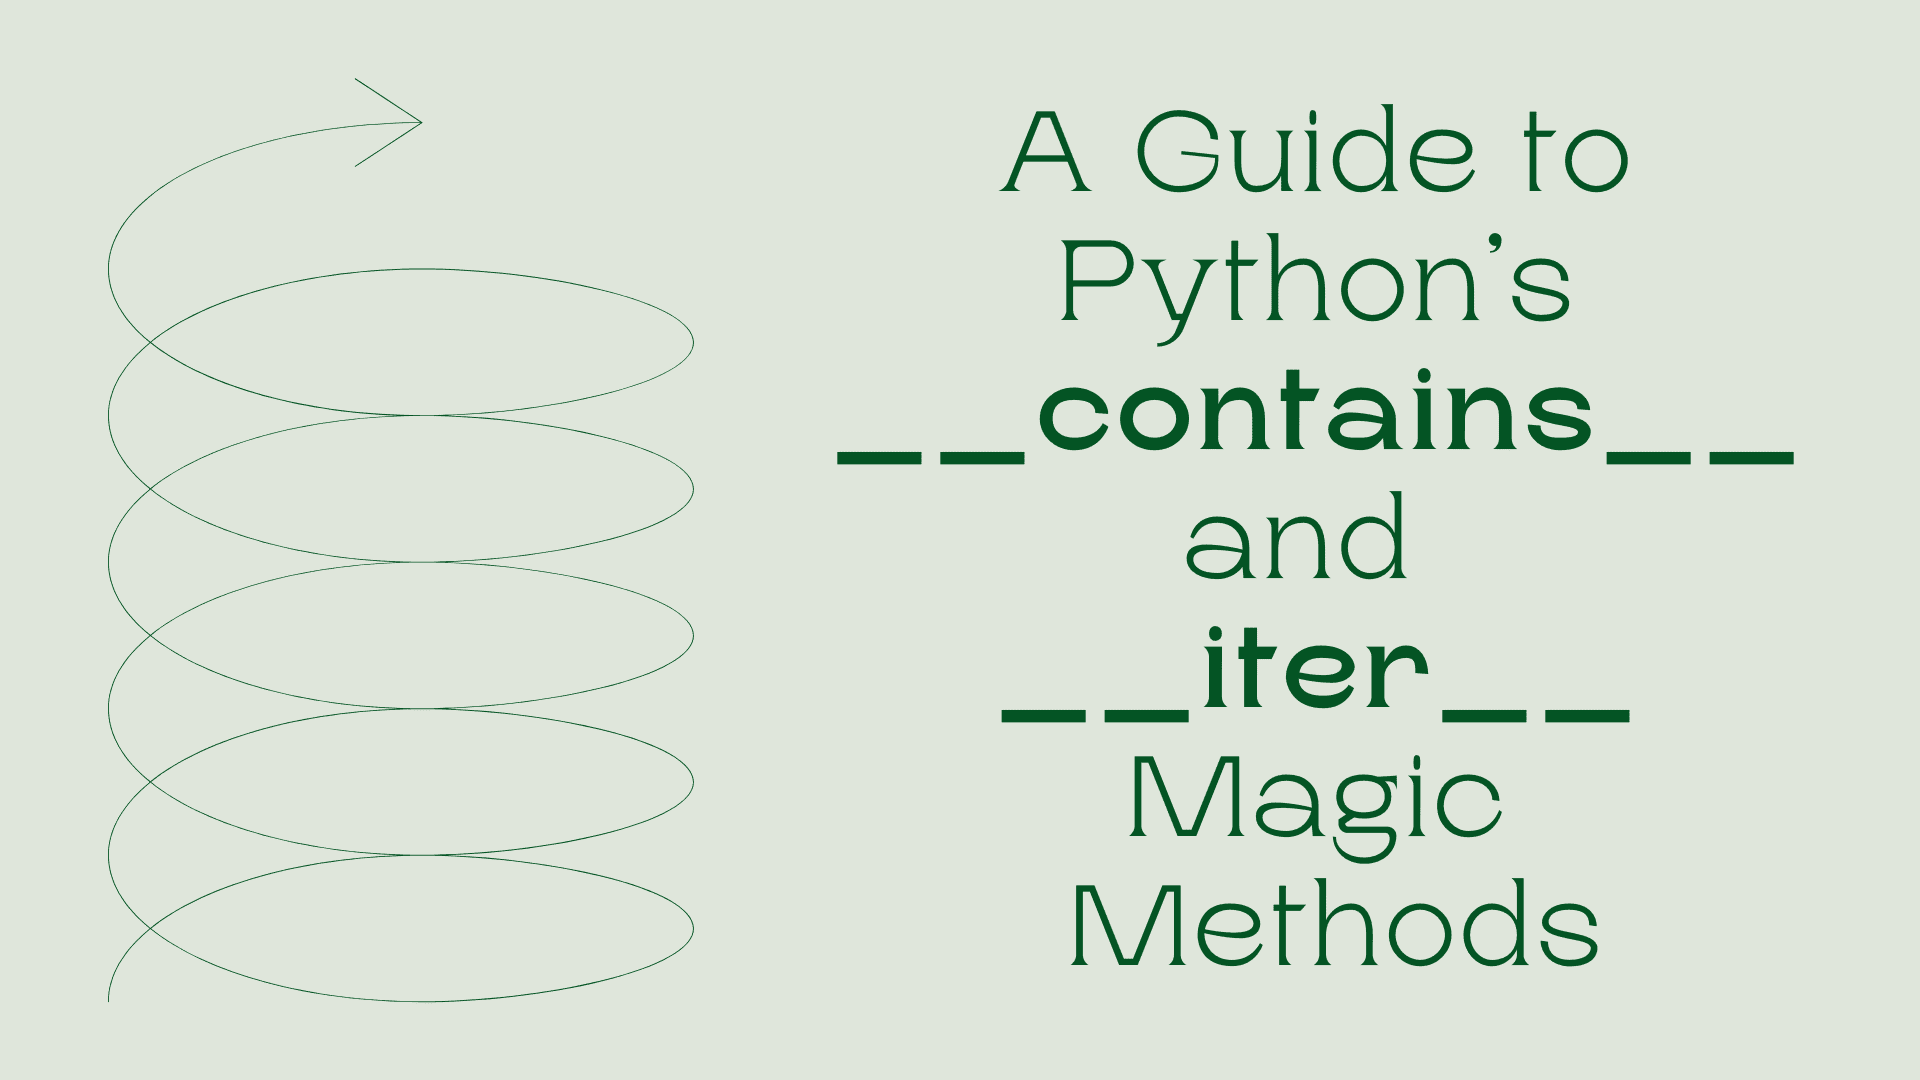 A Guide to
Python’s
__contains__
and
__iter__
Magic
Methods